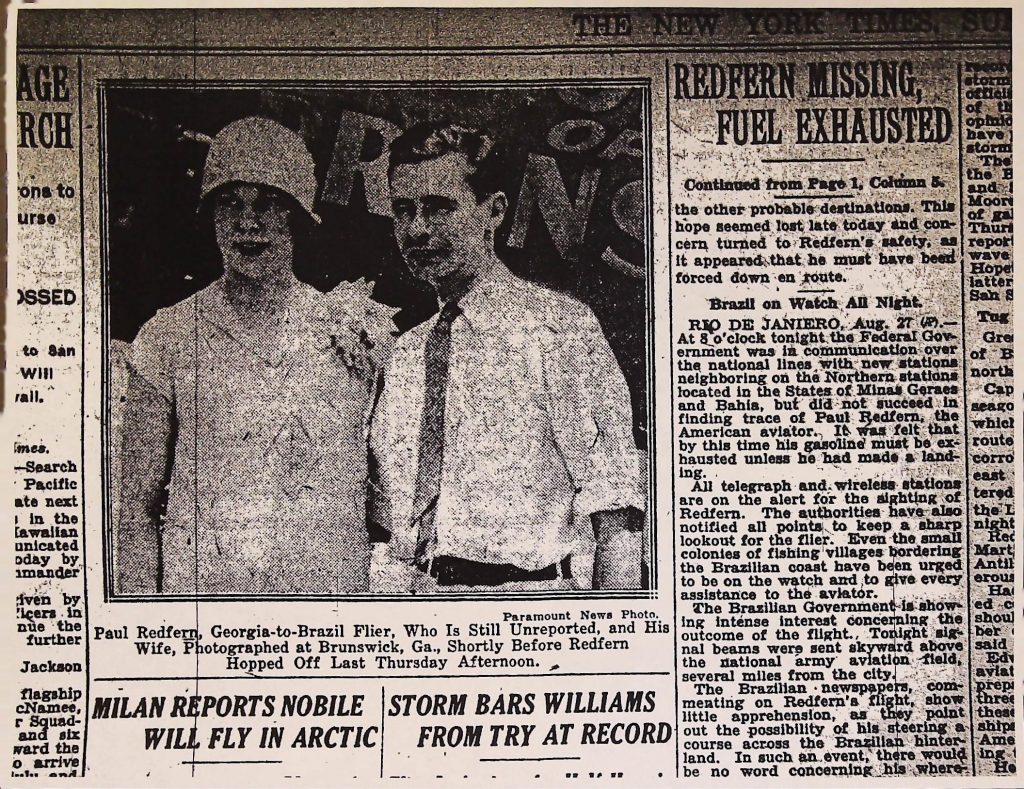 THE NEW YORK TIMES, SU
AGE
RCH
ons to
urse
OSSED
to San
Will
rail.
imes.
—Search
Pacific
ate next
in the
Hawaiian
unicated
oday by
mmander
iven by
icers in
nue the
further
Jackson
flagship
cNamee,
r Squad-
and six
ward the
o arrive
Paramount News Photo.
Paul Redfern, Georgia-to-Brazil Flier, Who Is Still Unreported, and His
Wife, Photographed at Brunswick, Ga., Shortly Before Redfern
Hopped Off Last Thursday Afternoon.
MILAN REPORTS NOBILE
WILL FLY IN ARCTIC
STORM BARS WILLIAMS
FROM TRY AT RECORD
REDFERN MISSING,
FUEL EXHAUSTED
Continued from Page 1, Column 5.
the other probable destinations. This
hope seemed lost late today and con-
cern turned to Redfern's safety, as
it appeared that he must have been
forced down en route.
Brazil on Watch All Night.
RIO DE JANIERO, Aug. 27 (AP).—
At 8 o'clock tonight the Federal Gov-
ernment was in communication over
the national lines with new stations
neighboring on the Northern stations
located in the States of Minas Geraes
and Bahia, but did not succeed in
finding trace of Paul Redfern, the
American aviator. It was felt that
by this time his gasoline must be ex-
hausted unless he had made a land-
ing.
All telegraph and wireless stations
are on the alert for the sighting of
Redfern. The authorities have also
notified all points to keep a sharp
lookout for the flier. Even the small
colonies of fishing villages bordering
the Brazilian coast have been urged
to be on the watch and to give every
assistance to the aviator.
The Brazilian Government is show-
ing intense interest concerning the
outcome of the flight. Tonight sig-
nal beams were sent skyward above
the national army aviation field,
several miles from the city.
The Brazilian newspapers, com-
menting on Redfern's flight, show
little apprehension, as they point
out the possibility of his steering a
course across the Brazilian hinter-
land. In such an event, there would
be no word concerning his where-
storm
of th
opinio
have
storm
The
the B
and S
Moore
of gal
Thurs
report
wave
Hope
latter
San S
Tug
Gre
of B
north
Cap
seago
which
route
corro
east
tered
the L
night
Red
Mart
Antil
erous
Ha
ed c
shoul
ber
said
Edw
aviat
prepa
three
these
ships
Ame
ing
He